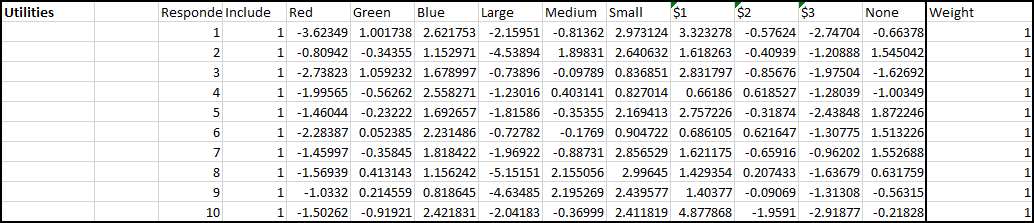 Utilities Responde Include Red Green Blue Large Medium Small $1 $2 $3 None Weight
1 1 -3.62349 1.001738 2.621753 -2.15951 -0.81362 2.973124 3.323278 -0.57624 -2.74704 -0.66378 1
2 1 -0.80942 -0.34355 1.152971 -4.53894 1.89831 2.640632 1.618263 -0.40939 -1.20888 1.545042 1
3 1 -2.73823 1.059232 1.678997 -0.73896 -0.09789 0.836851 2.831797 -0.85676 -1.97504 -1.62692 1
4 1 -1.99565 -0.56262 2.558271 -1.23016 0.403141 0.827014 0.66186 0.618527 -1.28039 -1.00349 1
5 1 -1.46044 -0.23222 1.692657 -1.81586 -0.35355 2.169413 2.757226 -0.31874 -2.43848 1.872246 1
6 1 -2.28387 0.052385 2.231486 -0.72782 -0.1769 0.904722 0.686105 0.621647 -1.30775 1.513226 1
7 1 -1.45997 -0.35845 1.818422 -1.96922 -0.88731 2.856529 1.621175 -0.65916 -0.96202 1.552688 1
8 1 -1.56939 0.413143 1.156242 -5.15151 2.155056 2.99645 1.429354 0.207433 -1.63679 0.631759 1
9 1 -1.0332 0.214559 0.818645 -4.63485 2.195269 2.439577 1.40377 -0.09069 -1.31308 -0.56315 1
10 1 -1.50262 -0.91921 2.421831 -2.04183 -0.36999 2.411819 4.877868 -1.9591 -2.91877 -0.21828 1